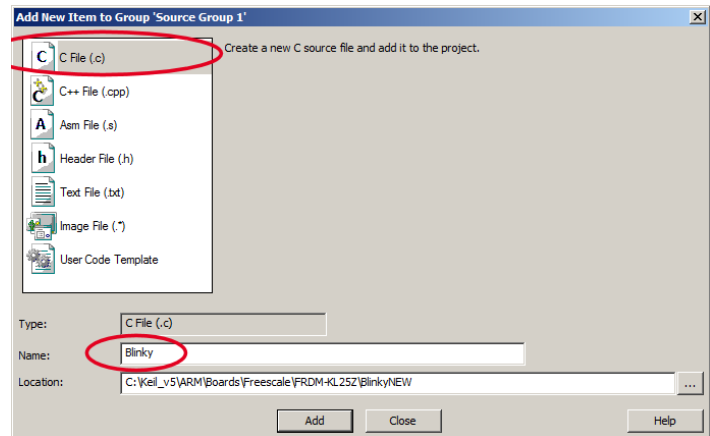 Add New Item to Group 'Source Group 1'
C File (.c)
Create a new C source file and add it to the project.
C++ File (.cpp)
Asm File (.s)
Header File (.h)
Text File (.txt)
Image File (.*)
User Code Template
Type:
C File (.c)
Name:
Blinky
Location:
C:\Keil_v5\ARM\Boards\Freescale\FRDM-KL25Z\BlinkyNEW
...
Add
Close
Help